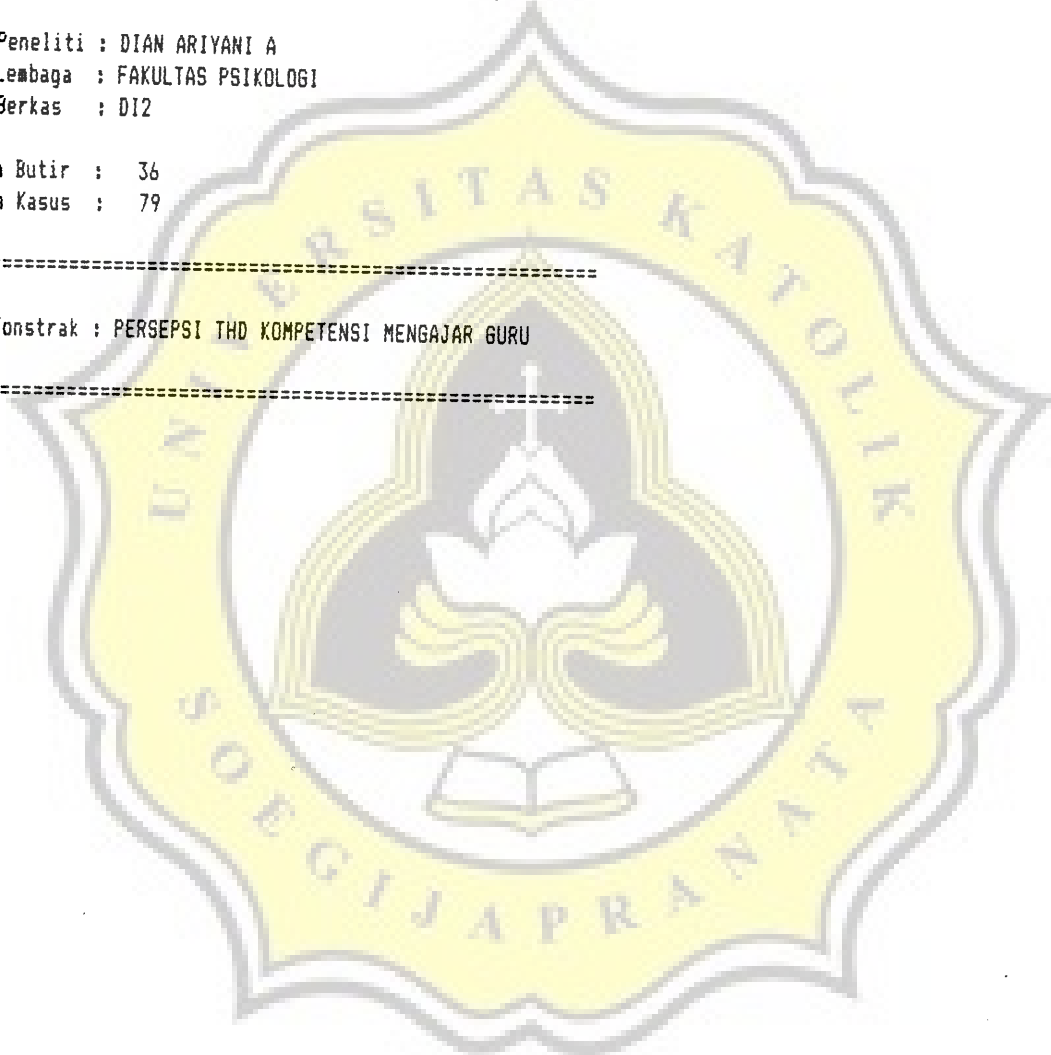 Peneliti : DIAN ARIYANI A
Lembaga : FAKULTAS PSIKOLOGI
Berkas : DI2
Butir : 36
Kasus : 79
=====================================================
Konstrak : PERSEPSI THD KOMPETENSI MENGAJAR GURU
=====================================================
UNIVERSITAS KATOLIK
SOEGIJAPRANATA